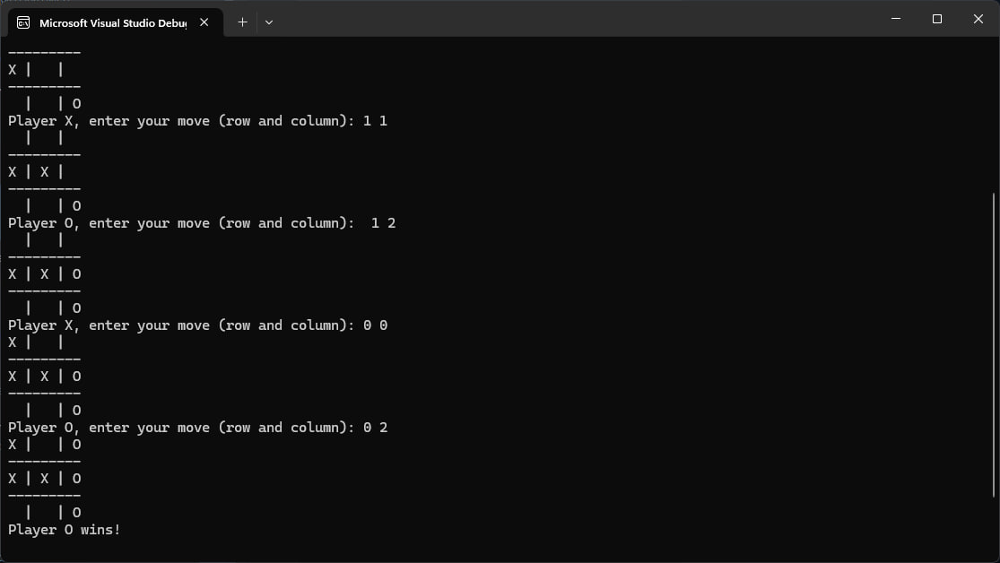 Microsoft Visual Studio Debug
---------
X |   |
---------
  |   | O
Player X, enter your move (row and column): 1 1
  |   |
---------
X | X |
---------
  |   | O
Player O, enter your move (row and column):  1 2
  |   |
---------
X | X | O
---------
  |   | O
Player X, enter your move (row and column): 0 0
X |   |
---------
X | X | O
---------
  |   | O
Player O, enter your move (row and column): 0 2
X |   | O
---------
X | X | O
---------
  |   | O
Player O wins!